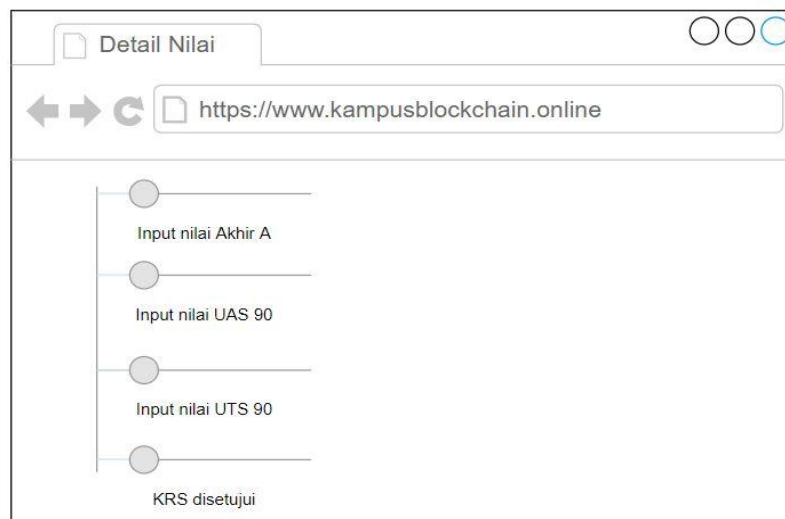 Detail Nilai
https://www.kampusblockchain.online
Input nilai Akhir A
Input nilai UAS 90
Input nilai UTS 90
KRS disetujui